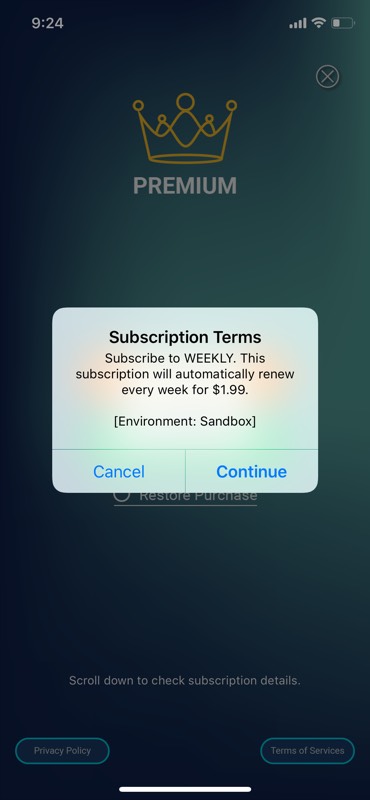 9:24
PREMIUM
Subscription Terms
Subscribe to WEEKLY. This
subscription will automatically renew
every week for $1.99.
[Environment: Sandbox]
Cancel
Continue
Restore Purchase
Scroll down to check subscription details.
Privacy Policy
Terms of Services